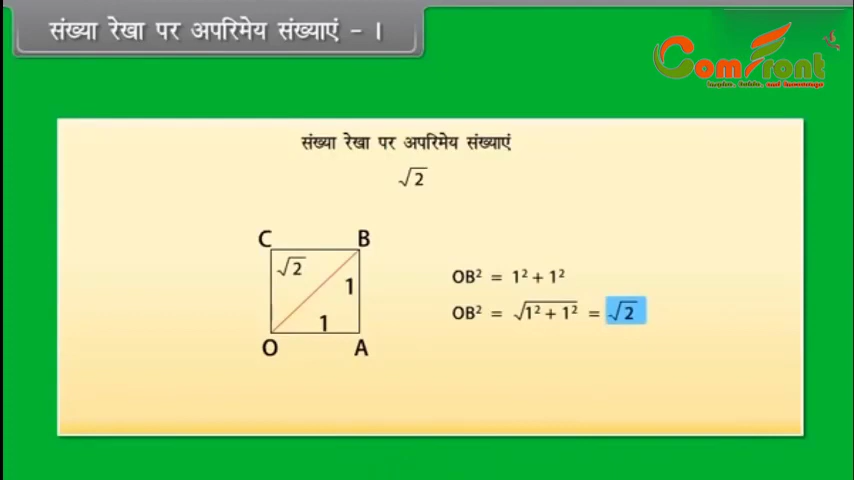 संख्या रेखा पर अपरिमेय संख्याएं - I
ComFront
संख्या रेखा पर अपरिमेय संख्याएं
√2
C B
√2
1
1
O A
OB² = 1² + 1²
OB² = √1² + 1² = √2